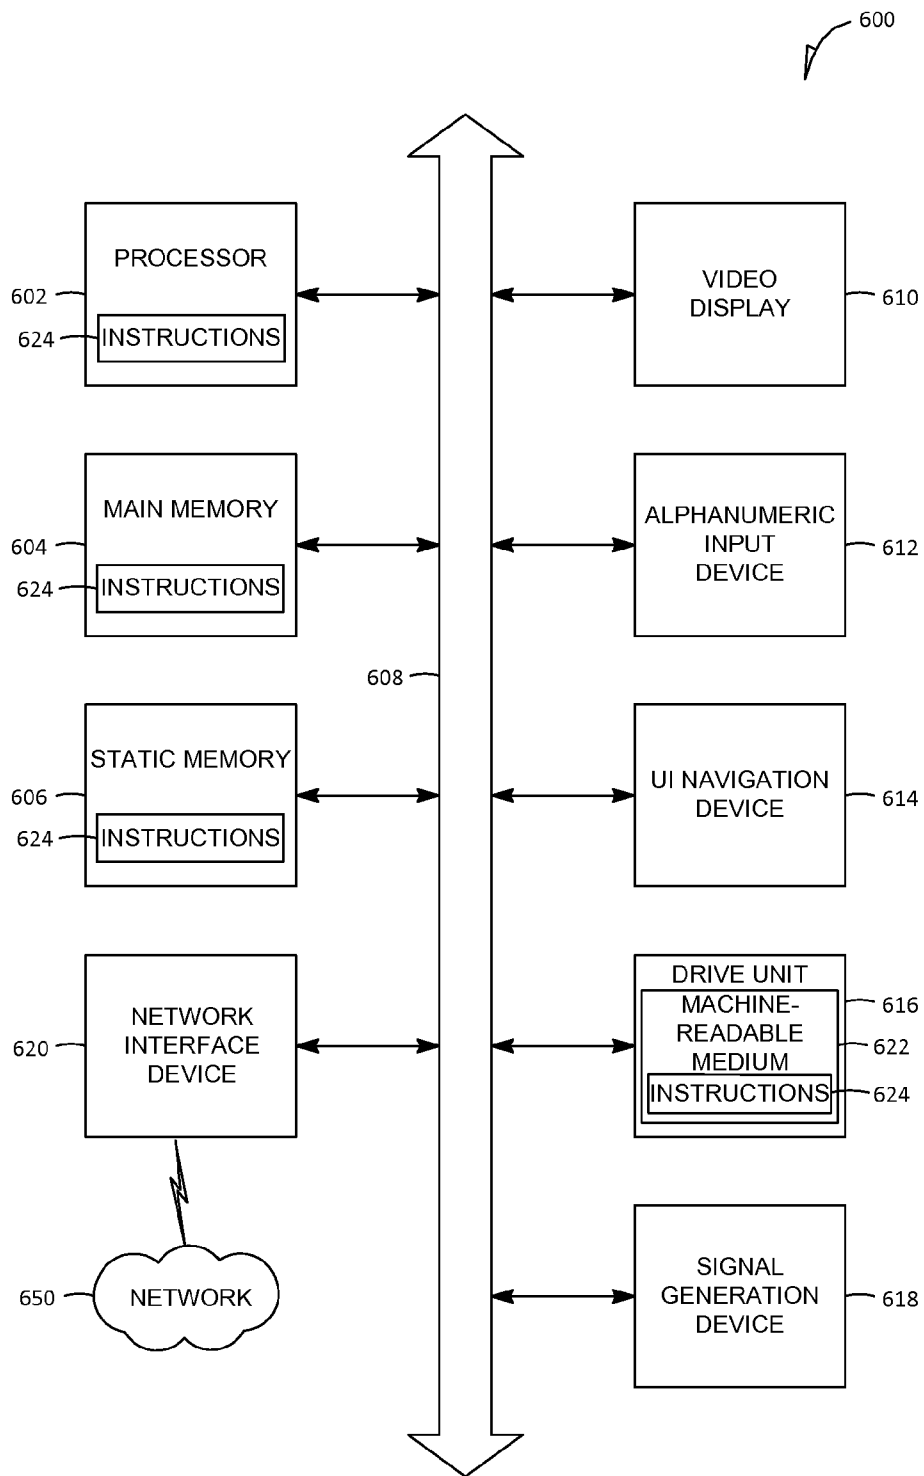 600
PROCESSOR
602
624
INSTRUCTIONS
VIDEO
DISPLAY
610
MAIN MEMORY
604
624
INSTRUCTIONS
ALPHANUMERIC
INPUT
DEVICE
612
608
STATIC MEMORY
606
624
INSTRUCTIONS
UI NAVIGATION
DEVICE
614
NETWORK
INTERFACE
DEVICE
620
DRIVE UNIT
616
MACHINE-
READABLE
MEDIUM
622
INSTRUCTIONS
624
650
NETWORK
SIGNAL
GENERATION
DEVICE
618